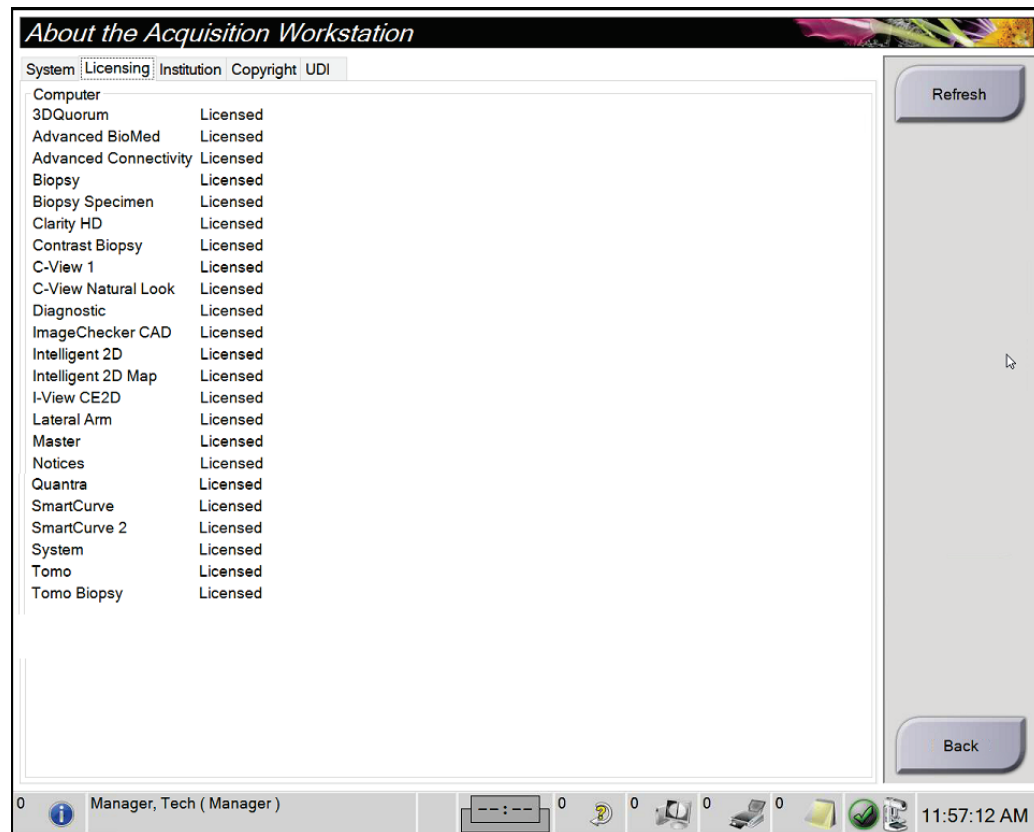 About the Acquisition Workstation
System Licensing Institution Copyright UDI
Computer
3DQuorum Licensed
Advanced BioMed Licensed
Advanced Connectivity Licensed
Biopsy Licensed
Biopsy Specimen Licensed
Clarity HD Licensed
Contrast Biopsy Licensed
C-View 1 Licensed
C-View Natural Look Licensed
Diagnostic Licensed
ImageChecker CAD Licensed
Intelligent 2D Licensed
Intelligent 2D Map Licensed
I-View CE2D Licensed
Lateral Arm Licensed
Master Licensed
Notices Licensed
Quantra Licensed
SmartCurve Licensed
SmartCurve 2 Licensed
System Licensed
Tomo Licensed
Tomo Biopsy Licensed
Refresh
Back
0 Manager, Tech ( Manager ) --:-- 0 0 0 0 11:57:12 AM